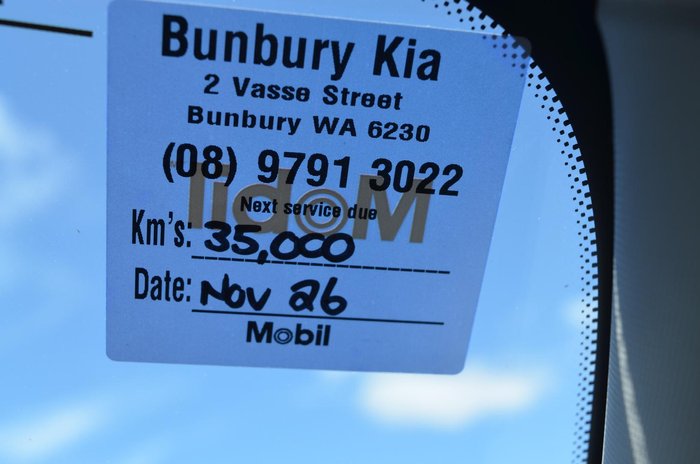 Bunbury Kia
2 Vasse Street
Bunbury WA 6230
(08) 9791 3022
Next service due
Km's: 35,000
Date: Nov 26
Mobil
Mobil